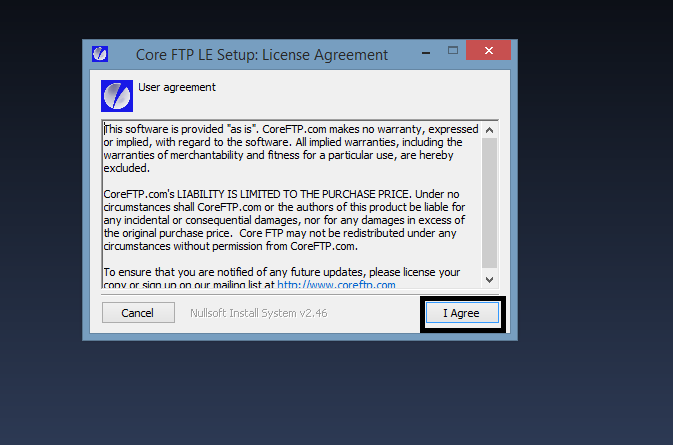 Core FTP LE Setup: License Agreement
User agreement
This software is provided "as is". CoreFTP.com makes no warranty, expressed
or implied, with regard to the software. All implied warranties, including the
warranties of merchantability and fitness for a particular use, are hereby
excluded.
CoreFTP.com's LIABILITY IS LIMITED TO THE PURCHASE PRICE. Under no
circumstances shall CoreFTP.com or the authors of this product be liable for
any incidental or consequential damages, nor for any damages in excess of
the original purchase price.  Core FTP may not be redistributed under any
circumstances without permission from CoreFTP.com.
To ensure that you are notified of any future updates, please license your
copy or sign up on our mailing list at http://www.coreftp.com
Cancel
Nullsoft Install System v2.46
I Agree